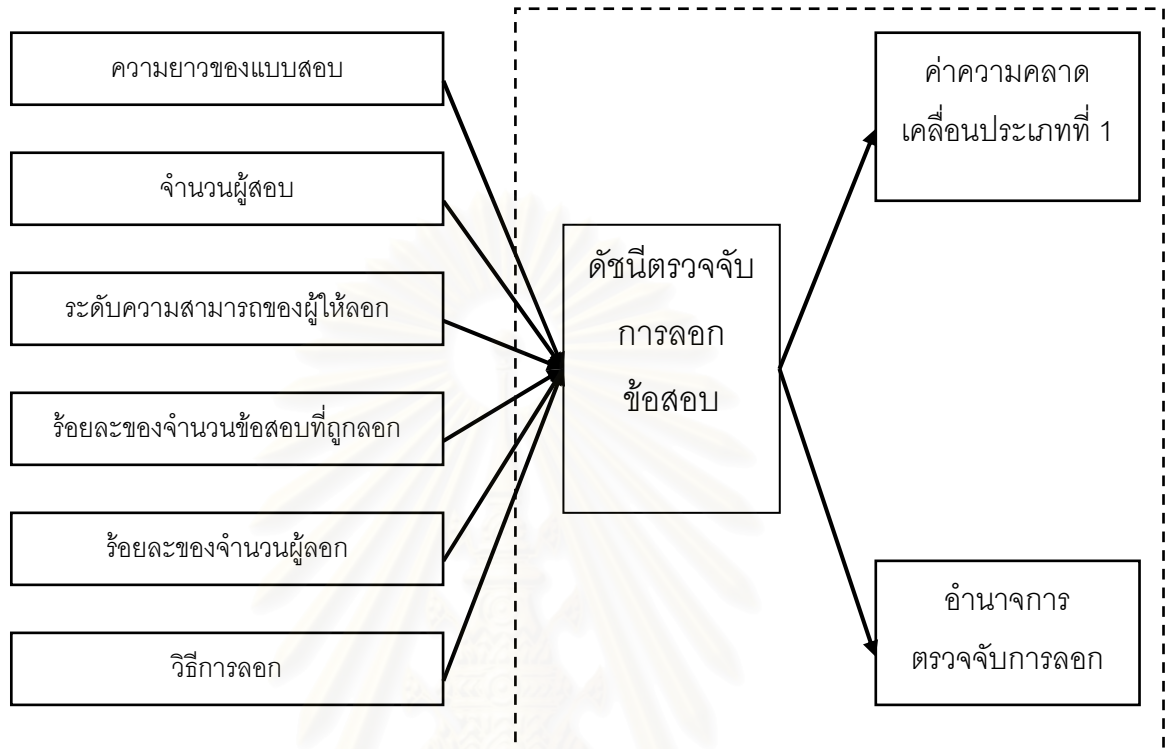 ความยาวของแบบสอบ
จำนวนผู้สอบ
ระดับความสามารถของผู้ให้ลอก
ร้อยละของจำนวนข้อสอบที่ถูกลอก
ร้อยละของจำนวนผู้ลอก
วิธีการลอก
ดัชนีตรวจจับ
การลอก
ข้อสอบ
ค่าความคลาด
เคลื่อนประเภทที่ 1
อำนาจการ
ตรวจจับการลอก